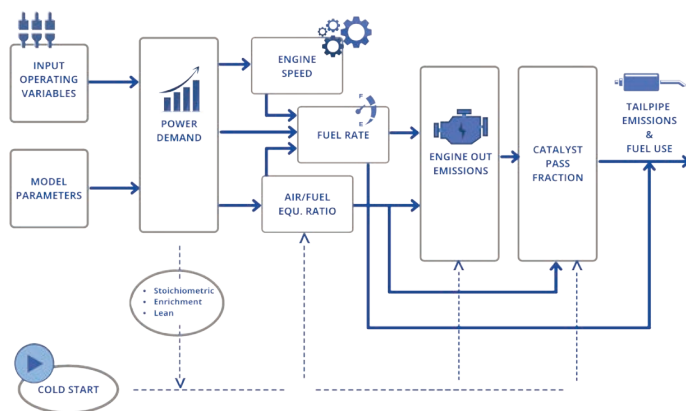 INPUT
OPERATING
VARIABLES
MODEL
PARAMETERS
POWER
DEMAND
ENGINE
SPEED
F
E
FUEL RATE
AIR/FUEL
EQU. RATIO
ENGINE OUT
EMISSIONS
CATALYST
PASS
FRACTION
TAILPIPE
EMISSIONS
&
FUEL USE
• Stoichiometric
• Enrichment
• Lean
COLD START